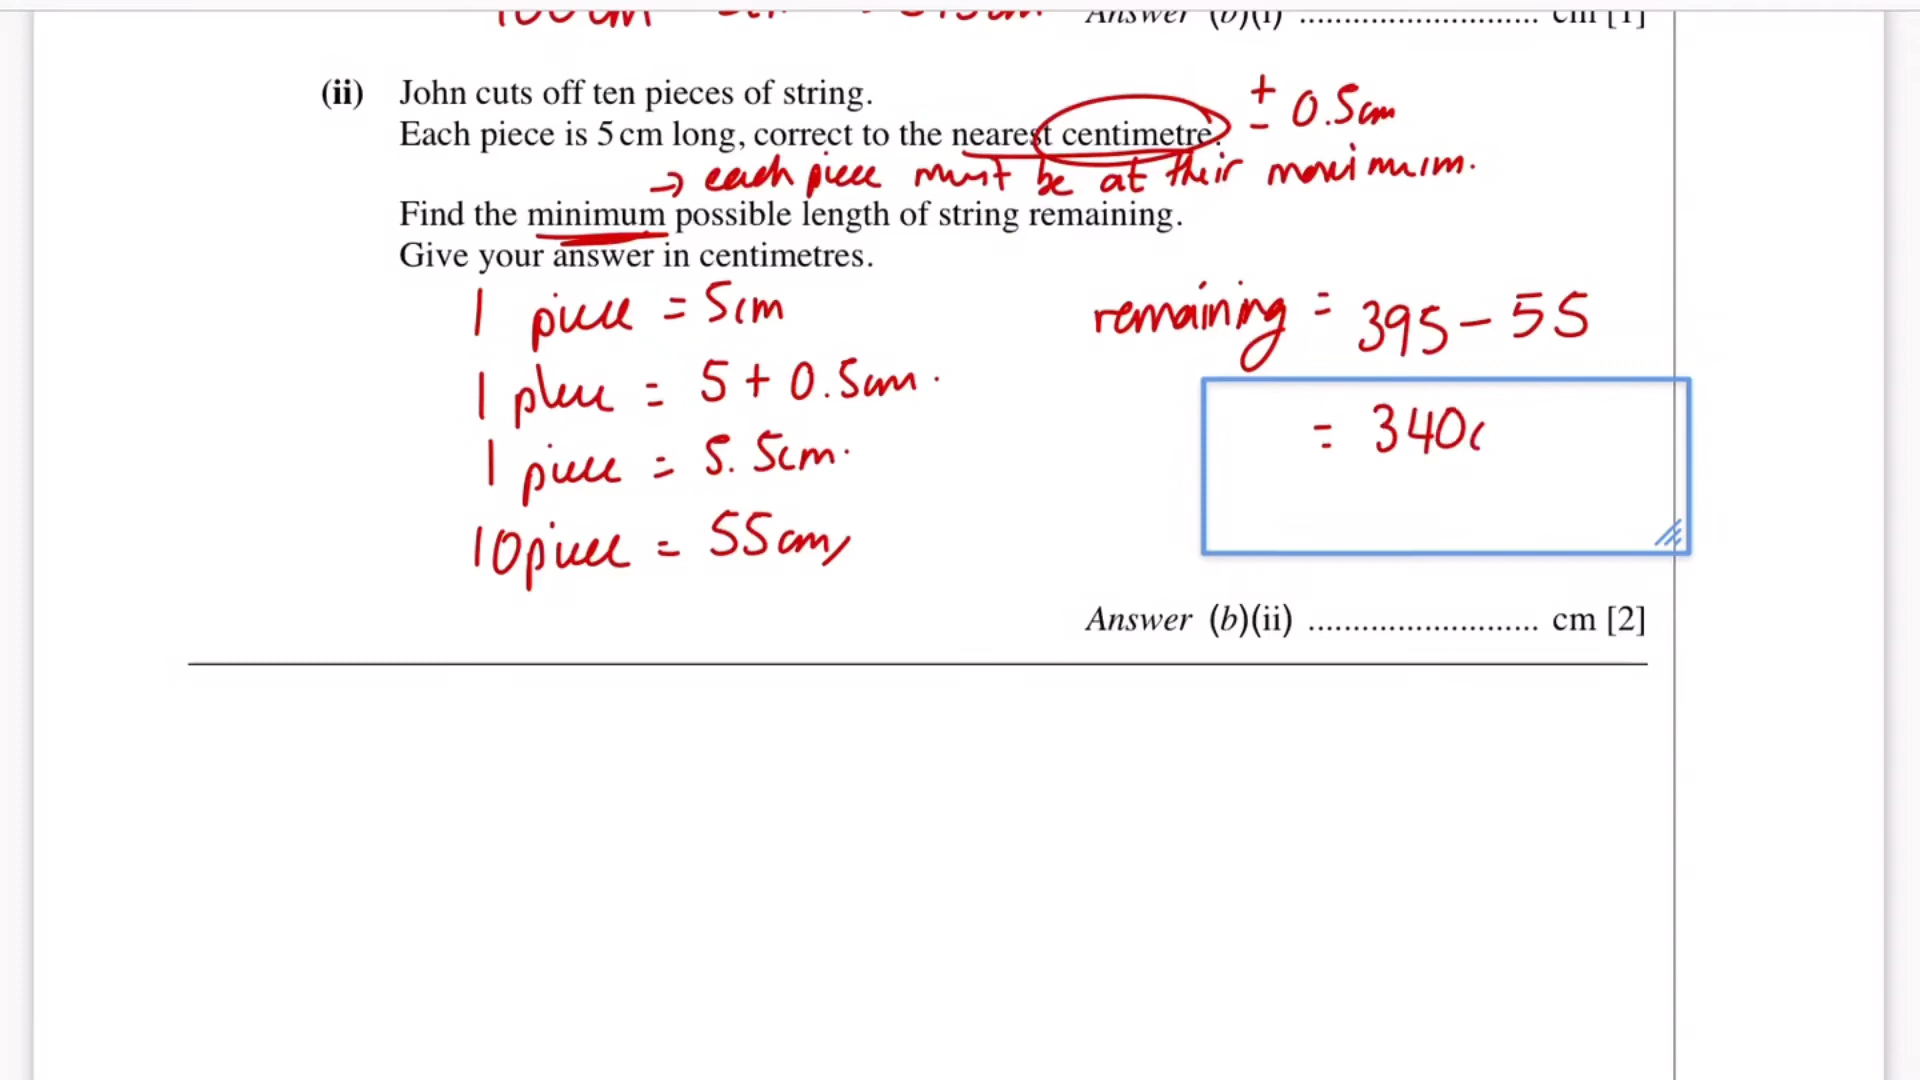 Answer (b)(i) ............................ cm [1]
(ii) John cuts off ten pieces of string.
± 0.5cm
Each piece is 5 cm long, correct to the nearest centimetre.
→ each piece must be at their maximum.
Find the minimum possible length of string remaining.
Give your answer in centimetres.
1 piece = 5cm
remaining = 395 - 55
1 piece = 5 + 0.5cm.
= 340c
1 piece = 5.5cm.
10 piece = 55cm
Answer (b)(ii) ........................... cm [2]